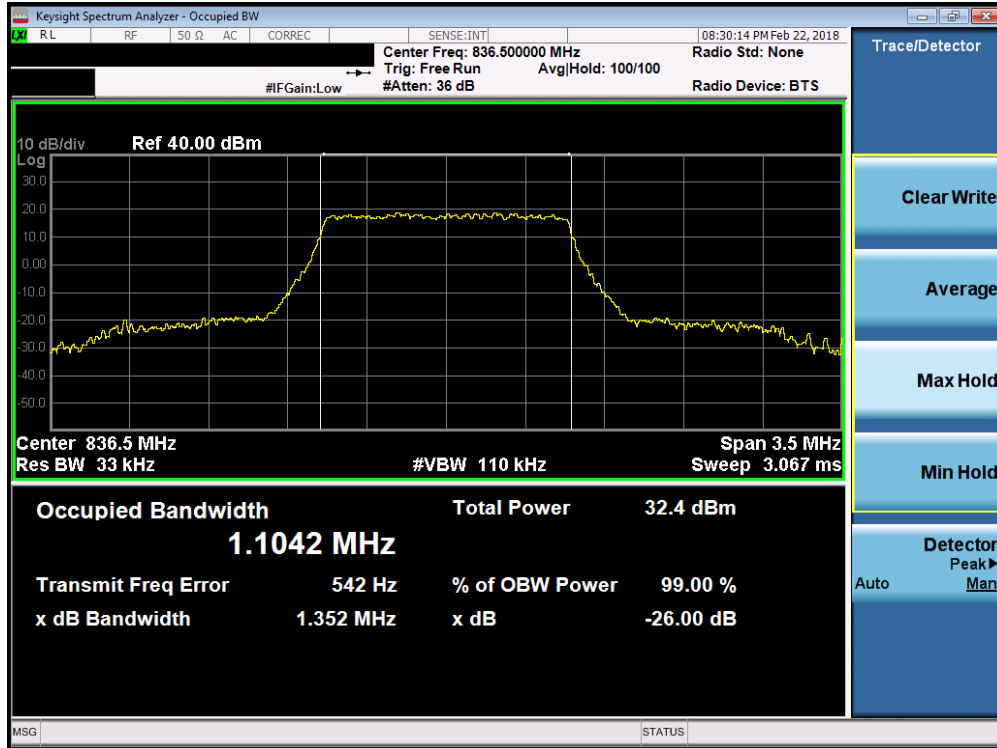 Keysight Spectrum Analyzer - Occupied BW
LXI RL RF 50 Ω AC CORREC SENSE:INT 08:30:14 PM Feb 22, 2018
Center Freq: 836.500000 MHz Radio Std: None
Trig: Free Run Avg|Hold: 100/100
#IFGain:Low #Atten: 36 dB Radio Device: BTS
Trace/Detector
10 dB/div Ref 40.00 dBm
Log
30.0
20.0
10.0
0.00
-10.0
-20.0
-30.0
-40.0
-50.0
Center 836.5 MHz Span 3.5 MHz
Res BW 33 kHz #VBW 110 kHz Sweep 3.067 ms
Occupied Bandwidth Total Power 32.4 dBm
1.1042 MHz
Transmit Freq Error 542 Hz % of OBW Power 99.00 %
x dB Bandwidth 1.352 MHz x dB -26.00 dB
Clear Write
Average
Max Hold
Min Hold
Detector
Peak▶
Auto Man
MSG STATUS